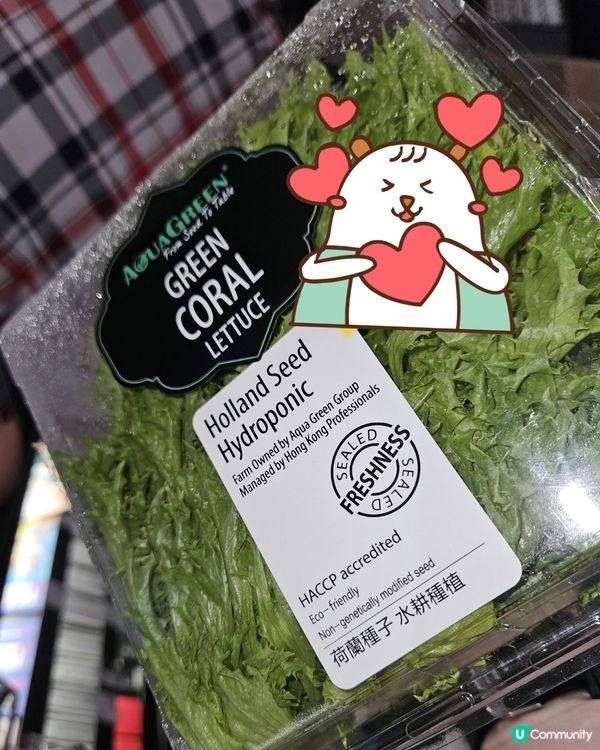 AQUAGREEN®
From Seed To Table
GREEN
CORAL
LETTUCE
Holland Seed
Hydroponic
Farm Owned by Aqua Green Group
Managed by Hong Kong Professionals
SEALED
FRESHNESS
SEALED
HACCP accredited
Eco-friendly
Non-genetically modified seed
荷蘭種子 水耕種植
U Community